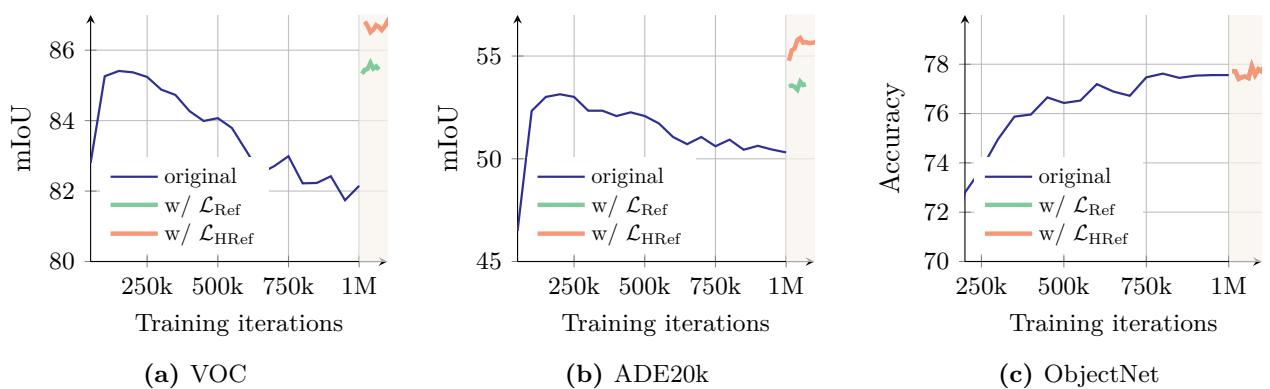 86
84
82
80
mIoU
original
w/ ℒRef
w/ ℒHRef
250k 500k 750k 1M
Training iterations
(a) VOC
55
50
45
mIoU
original
w/ ℒRef
w/ ℒHRef
250k 500k 750k 1M
Training iterations
(b) ADE20k
78
76
74
72
70
Accuracy
original
w/ ℒRef
w/ ℒHRef
250k 500k 750k 1M
Training iterations
(c) ObjectNet